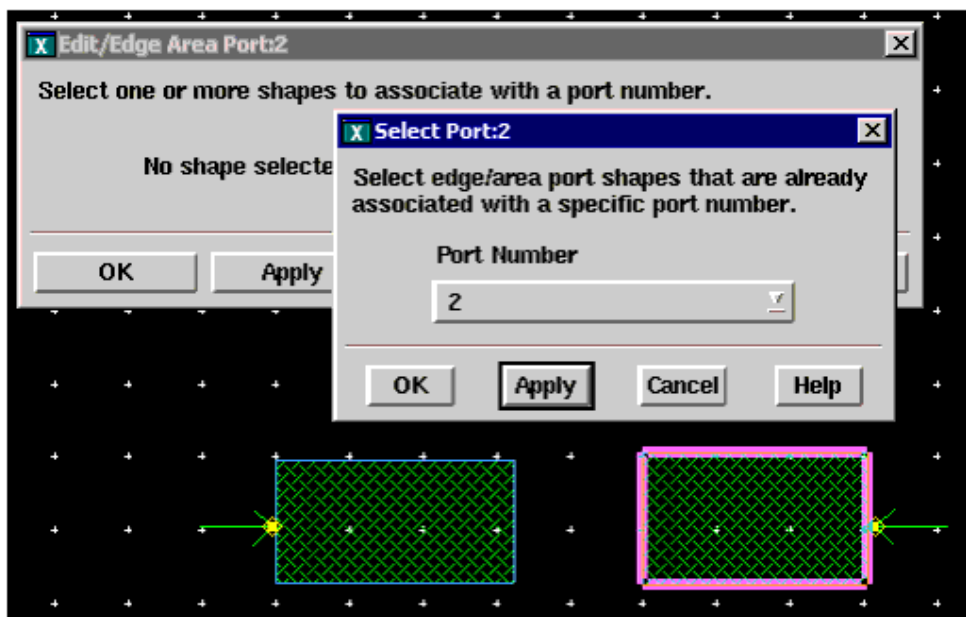 X Edit/Edge Area Port:2
Select one or more shapes to associate with a port number.
No shape selecte
OK Apply
X Select Port:2
Select edge/area port shapes that are already
associated with a specific port number.
Port Number
2
OK Apply Cancel Help